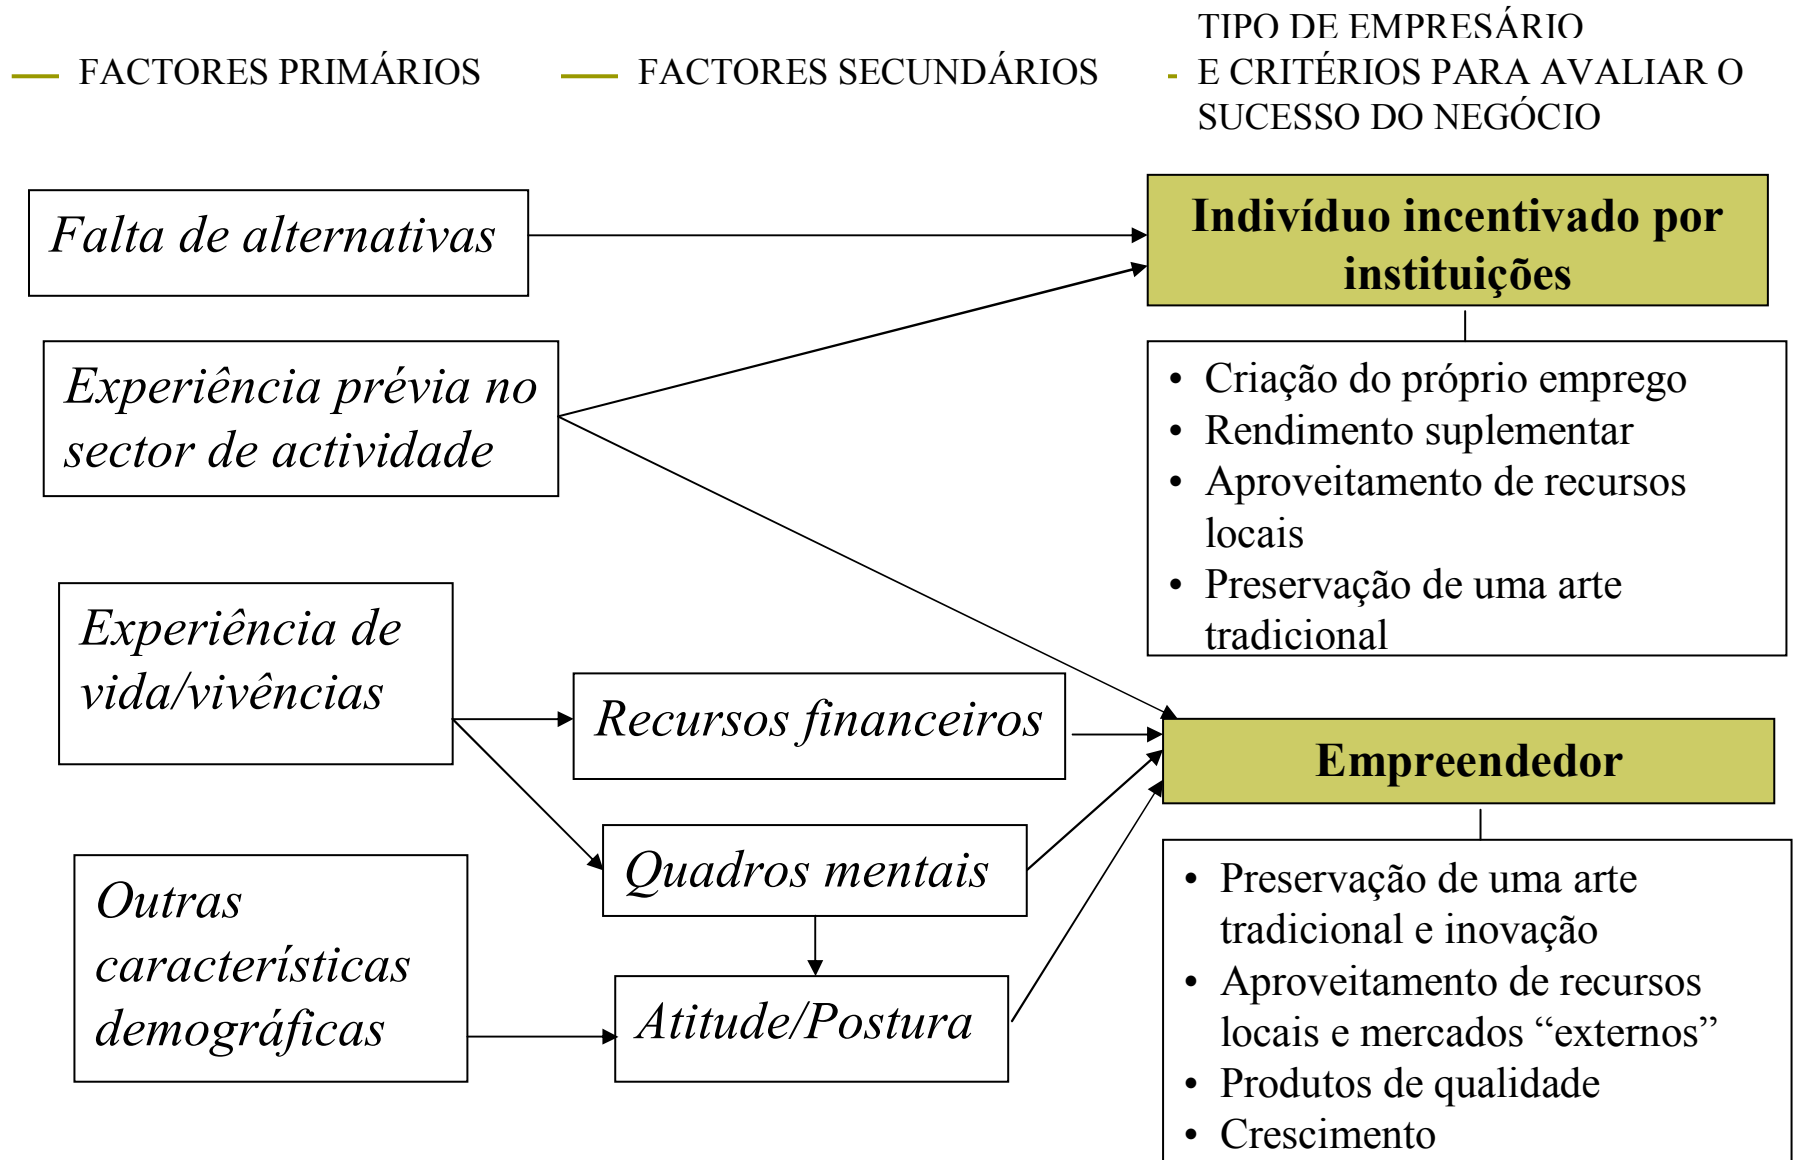 FACTORES PRIMÁRIOS
FACTORES SECUNDÁRIOS
TIPO DE EMPRESÁRIO
E CRITÉRIOS PARA AVALIAR O
SUCESSO DO NEGÓCIO
Falta de alternativas
Indivíduo incentivado por
instituições
Experiência prévia no
sector de actividade
• Criação do próprio emprego
• Rendimento suplementar
• Aproveitamento de recursos
locais
• Preservação de uma arte
tradicional
Experiência de
vida/vivências
Recursos financeiros
Empreendedor
Quadros mentais
Outras
características
demográficas
Atitude/Postura
• Preservação de uma arte
tradicional e inovação
• Aproveitamento de recursos
locais e mercados “externos”
• Produtos de qualidade
• Crescimento